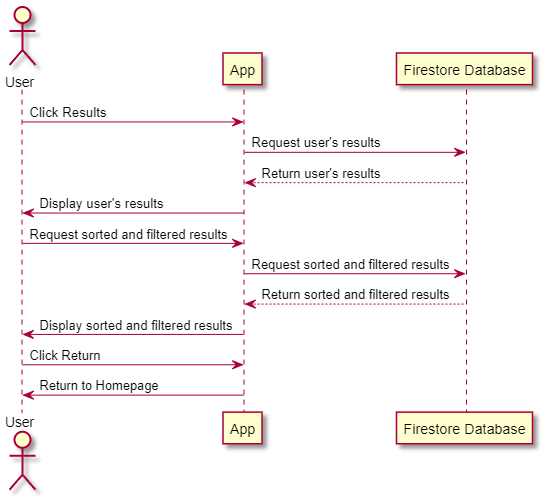 User
App
Firestore Database
Click Results
Request user's results
Return user's results
Display user's results
Request sorted and filtered results
Request sorted and filtered results
Return sorted and filtered results
Display sorted and filtered results
Click Return
Return to Homepage
User
App
Firestore Database